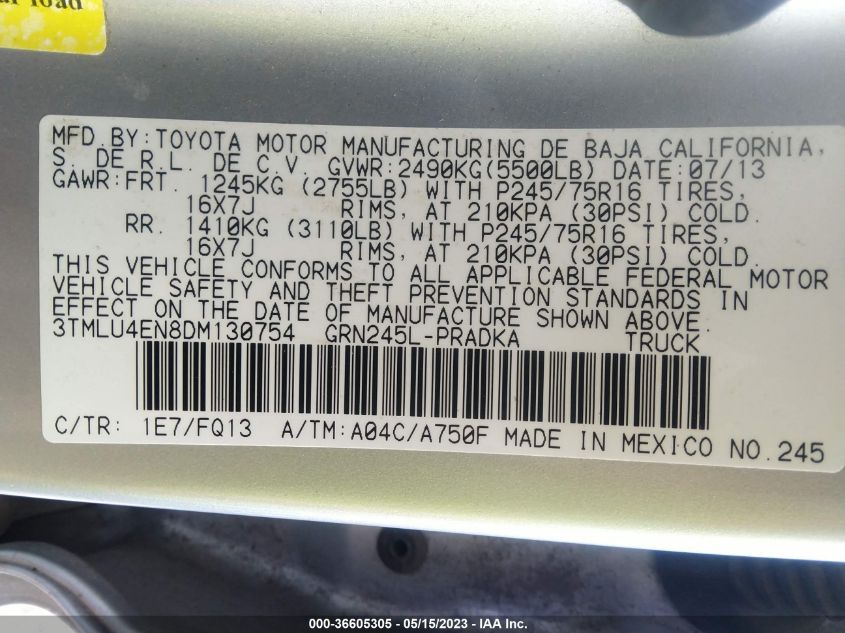 load
MFD.BY:TOYOTA MOTOR MANUFACTURING DE BAJA CALIFORNIA,
S. DE R.L. DE C.V. GVWR:2490KG(5500LB) DATE:07/13
GAWR:FRT. 1245KG (2755LB) WITH P245/75R16 TIRES,
16X7J RIMS, AT 210KPA (30PSI) COLD.
RR. 1410KG (3110LB) WITH P245/75R16 TIRES,
16X7J RIMS, AT 210KPA (30PSI) COLD.
THIS VEHICLE CONFORMS TO ALL APPLICABLE FEDERAL MOTOR
VEHICLE SAFETY AND THEFT PREVENTION STANDARDS IN
EFFECT ON THE DATE OF MANUFACTURE SHOWN ABOVE.
3TMLU4EN8DM130754 GRN245L-PRADKA TRUCK
C/TR: 1E7/FQ13 A/TM:A04C/A750F MADE IN MEXICO NO.245
000-36605305 - 05/15/2023 - IAA Inc.